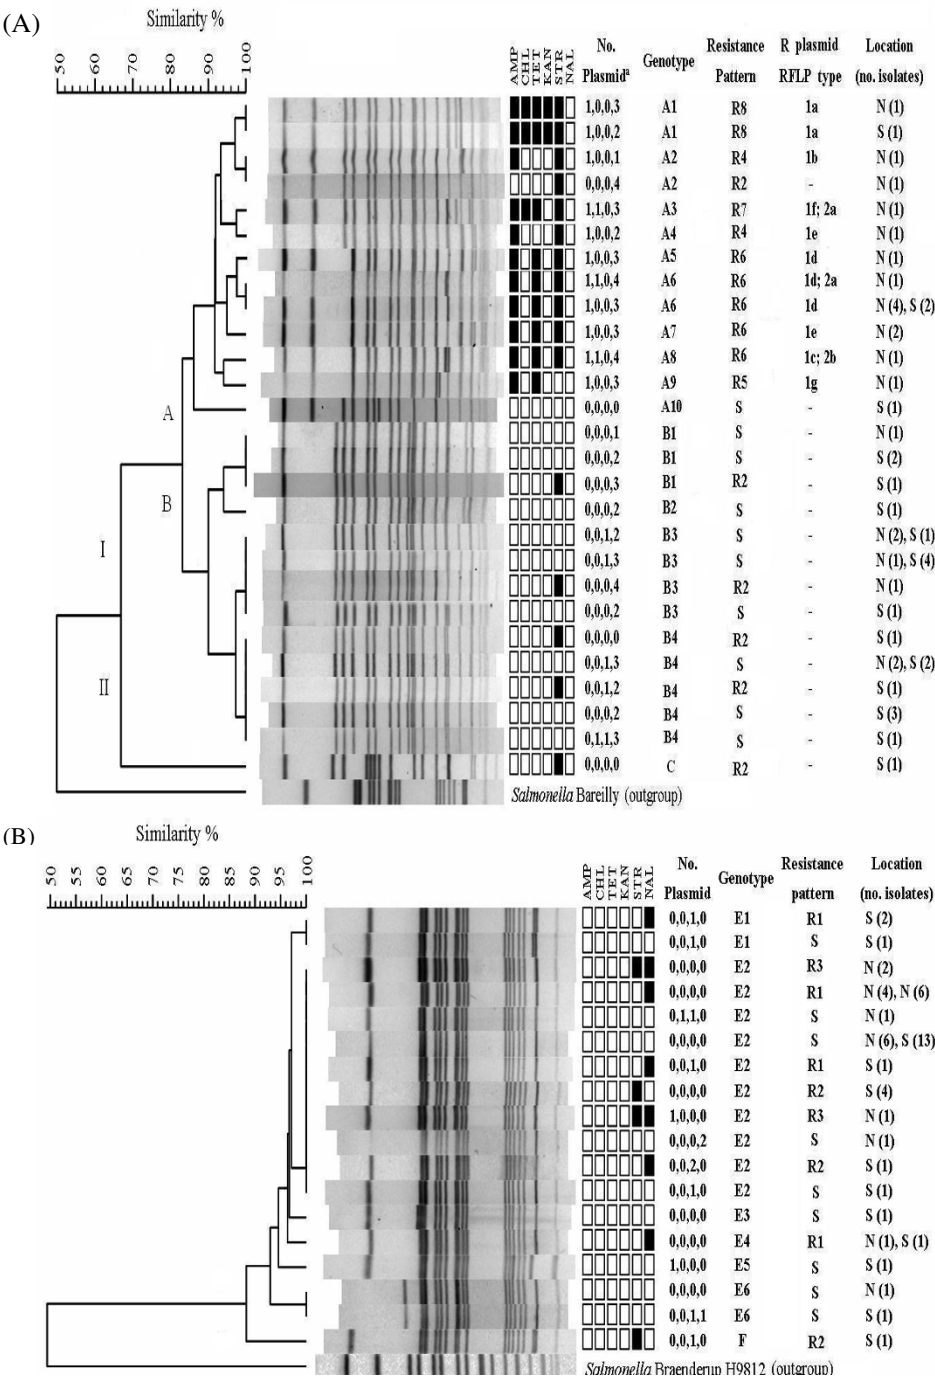 (A)
Similarity %
50 60 70 80 90 100
AMP CHL TET KAN STR NAL
No. Plasmidª Genotype Resistance Pattern R plasmid RFLP type Location (no. isolates)
1,0,0,3 A1 R8 1a N (1)
1,0,0,2 A1 R8 1a S (1)
1,0,0,1 A2 R4 1b N (1)
0,0,0,4 A2 R2 - N (1)
1,1,0,3 A3 R7 1f; 2a N (1)
1,0,0,2 A4 R4 1e N (1)
1,0,0,3 A5 R6 1d N (1)
1,1,0,4 A6 R6 1d; 2a N (1)
1,0,0,3 A6 R6 1d N (4), S (2)
1,0,0,3 A7 R6 1e N (2)
1,1,0,4 A8 R6 1c; 2b N (1)
1,0,0,3 A9 R5 1g N (1)
0,0,0,0 A10 S - S (1)
A
0,0,0,1 B1 S - N (1)
0,0,0,2 B1 S - S (2)
0,0,0,3 B1 R2 - S (1)
B
0,0,0,2 B2 S - S (1)
0,0,1,2 B3 S - N (2), S (1)
I
0,0,1,3 B3 S - N (1), S (4)
0,0,0,4 B3 R2 - N (1)
0,0,0,2 B3 S - S (1)
0,0,0,0 B4 R2 - S (1)
0,0,1,3 B4 S - N (2), S (2)
II
0,0,1,2 B4 R2 - S (1)
0,0,0,2 B4 S - S (3)
0,1,1,3 B4 S - S (1)
0,0,0,0 C R2 - S (1)
Salmonella Bareilly (outgroup)
(B)
Similarity %
50 55 60 65 70 75 80 85 90 95 100
AMP CHL TET KAN STR NAL
No. Plasmid Genotype Resistance pattern Location (no. isolates)
0,0,1,0 E1 R1 S (2)
0,0,1,0 E1 S S (1)
0,0,0,0 E2 R3 N (2)
0,0,0,0 E2 R1 N (4), N (6)
0,1,1,0 E2 S N (1)
0,0,0,0 E2 S N (6), S (13)
0,0,1,0 E2 R1 S (1)
0,0,0,0 E2 R2 S (4)
1,0,0,0 E2 R3 N (1)
0,0,0,2 E2 S N (1)
0,0,2,0 E2 R2 S (1)
0,0,1,0 E2 S S (1)
0,0,0,0 E3 S S (1)
0,0,0,0 E4 R1 N (1), S (1)
1,0,0,0 E5 S S (1)
0,0,0,0 E6 S N (1)
0,0,1,1 E6 S S (1)
0,0,1,0 F R2 S (1)
Salmonella Braenderup H9812 (outgroup)